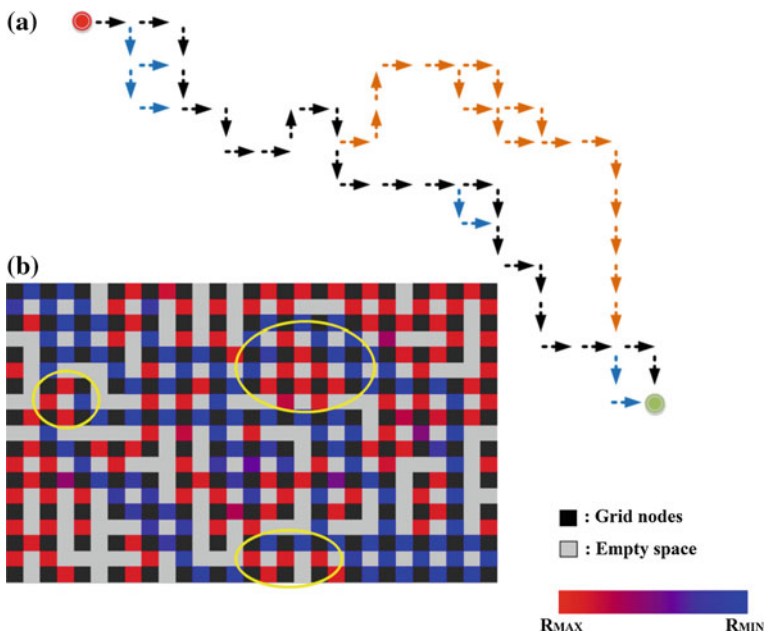 (a)
(b)
: Grid nodes
: Empty space
RMAX
RMIN